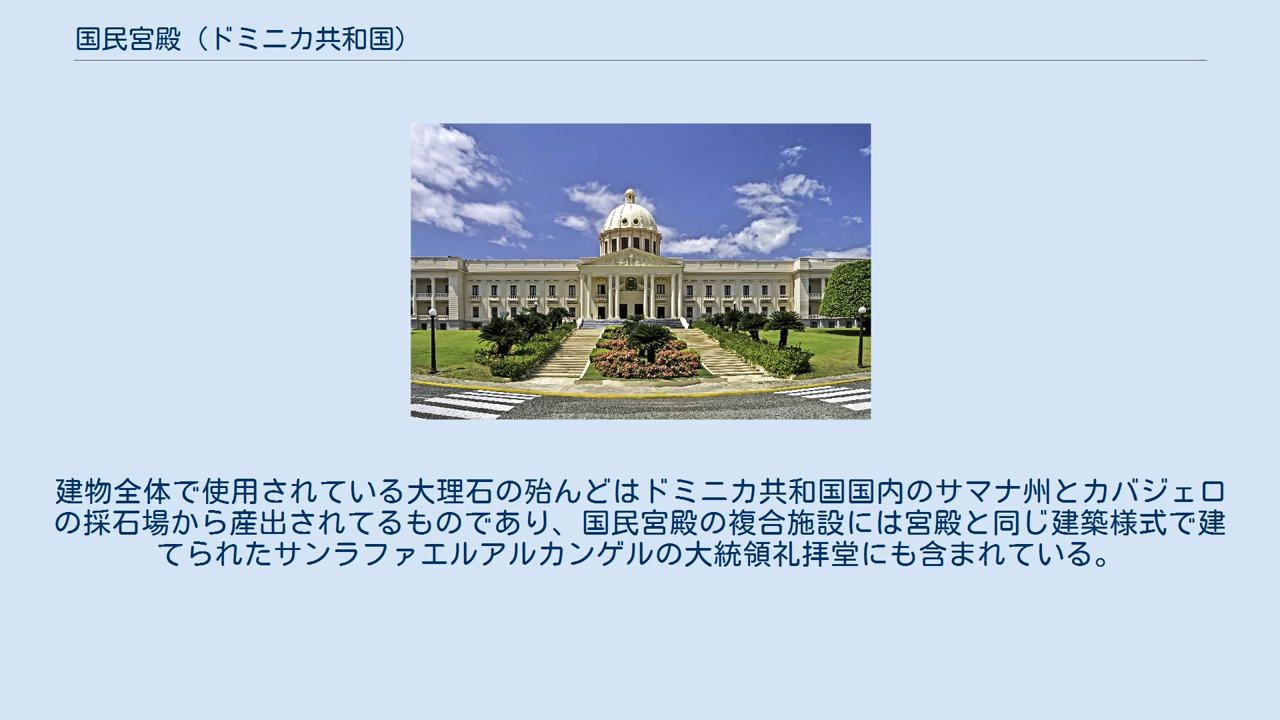 国民宮殿（ドミニカ共和国）
建物全体で使用されている大理石の殆んどはドミニカ共和国国内のサマナ州とカバジェロ
の採石場から産出されてるものであり、国民宮殿の複合施設には宮殿と同じ建築様式で建
てられたサンラファエルアルカンゲルの大統領礼拝堂にも含まれている。